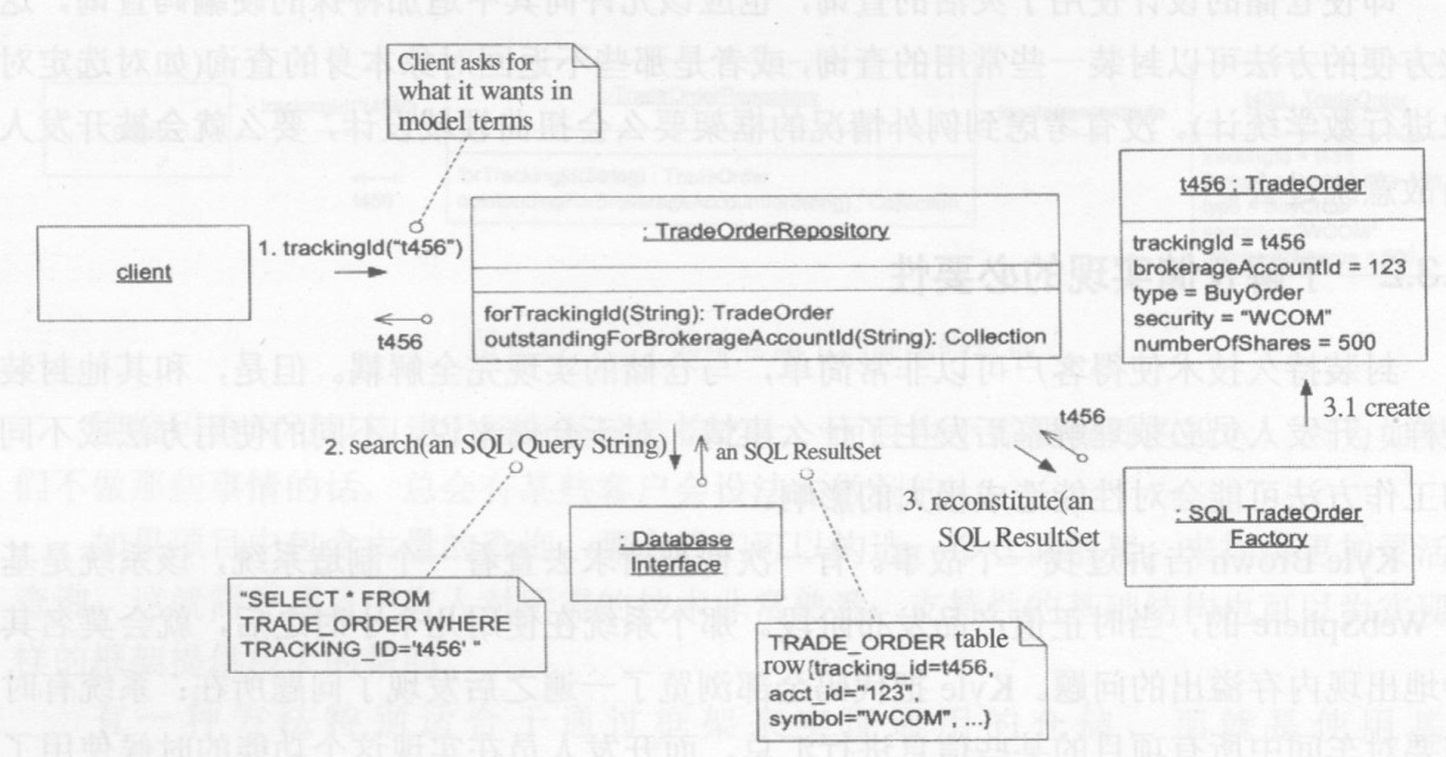 Client asks for
what it wants in
model terms
client
1. trackingId("t456")
t456
: TradeOrderRepository
forTrackingId(String): TradeOrder
outstandingForBrokerageAccountId(String): Collection
t456 : TradeOrder
trackingId = t456
brokerageAccountId = 123
type = BuyOrder
security = "WCOM"
numberOfShares = 500
2. search(an SQL Query String)
an SQL ResultSet
t456
3.1 create
3. reconstitute(an
SQL ResultSet
: Database
Interface
: SQL TradeOrder
Factory
"SELECT * FROM
TRADE_ORDER WHERE
TRACKING_ID='t456' "
TRADE_ORDER table
row{tracking_id=t456,
acct_id="123",
symbol="WCOM", ...}